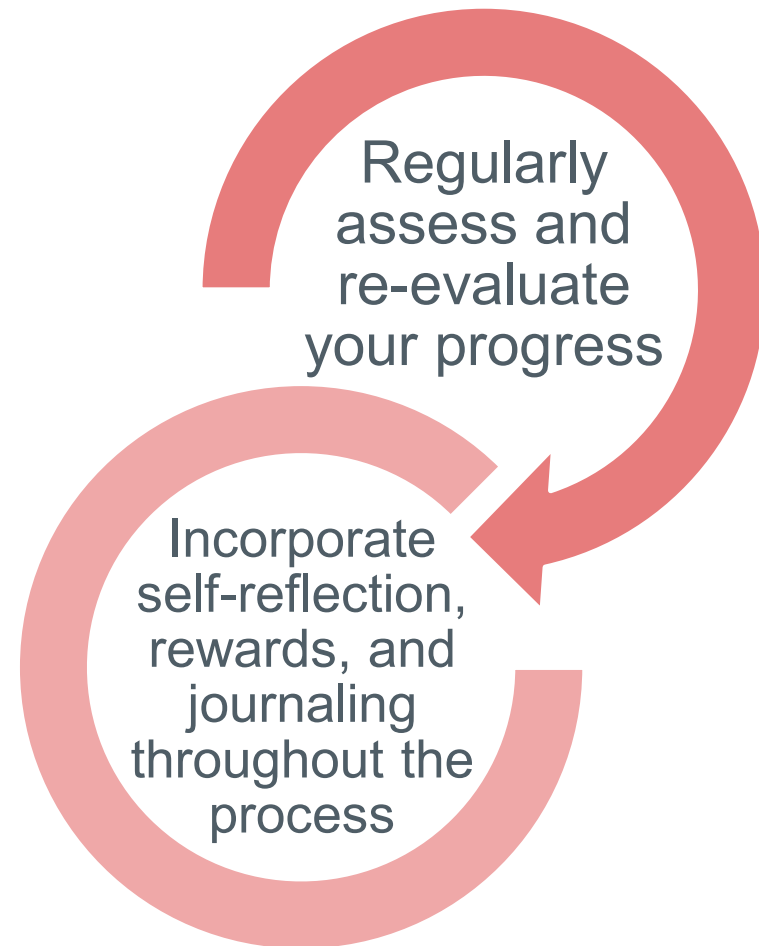 Regularly
assess and
re-evaluate
your progress
Incorporate
self-reflection,
rewards, and
journaling
throughout the
process